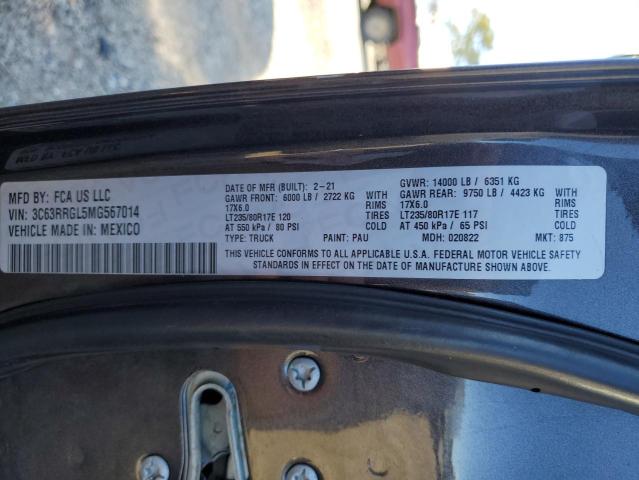 MFD BY: FCA US LLC
VIN: 3C63RRGL5MG567014
VEHICLE MADE IN: MEXICO
DATE OF MFR (BUILT): 2-21
GAWR FRONT: 6000 LB / 2722 KG WITH
17X6.0 RIMS
LT235/80R17E 120 TIRES
AT 550 kPa / 80 PSI COLD
TYPE: TRUCK PAINT: PAU
GVWR: 14000 LB / 6351 KG
GAWR REAR: 9750 LB / 4423 KG WITH
17X6.0 RIMS
LT235/80R17E 117 TIRES
AT 450 kPa / 65 PSI COLD
MDH: 020822 MKT: 875
THIS VEHICLE CONFORMS TO ALL APPLICABLE U.S.A. FEDERAL MOTOR VEHICLE SAFETY
STANDARDS IN EFFECT ON THE DATE OF MANUFACTURE SHOWN ABOVE.